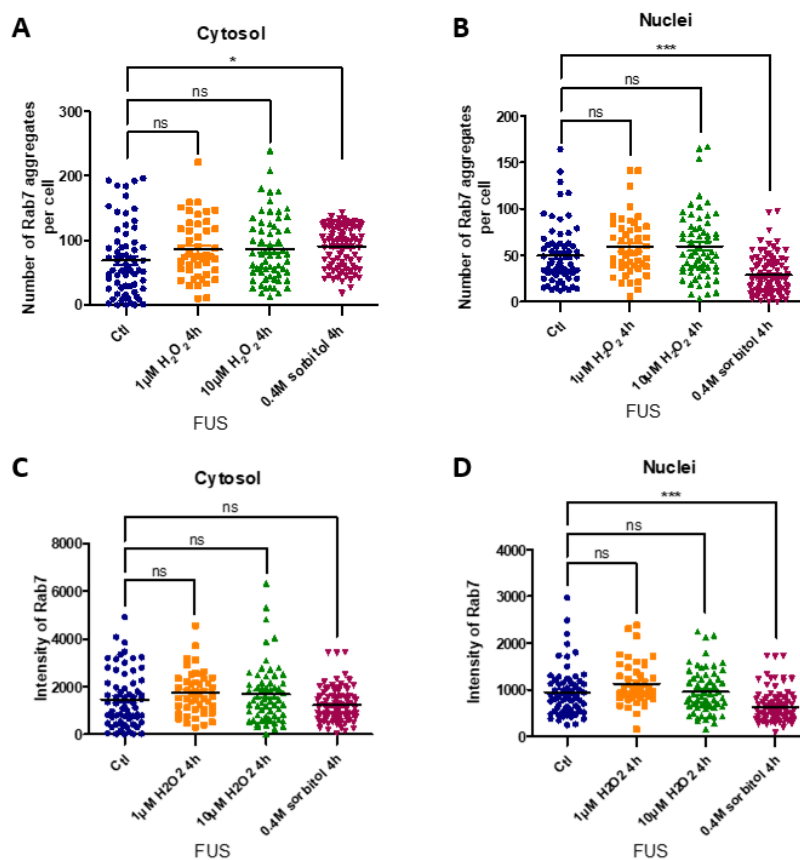 A
Cytosol
*
ns
ns
Number of Rab7 aggregates
per cell
300
200
100
0
Ctl
1µM H₂O₂ 4h
10µM H₂O₂ 4h
0.4M sorbitol 4h
FUS
B
Nuclei
***
ns
ns
Number of Rab7 aggregates
per cell
200
150
100
50
0
Ctl
1µM H₂O₂ 4h
10µM H₂O₂ 4h
0.4M sorbitol 4h
FUS
C
Cytosol
ns
ns
ns
Intensity of Rab7
8000
6000
4000
2000
0
Ctl
1µM H2O2 4h
10µM H2O2 4h
0.4M sorbitol 4h
FUS
D
Nuclei
***
ns
ns
Intensity of Rab7
4000
3000
2000
1000
0
Ctl
1µM H2O2 4h
10µM H2O2 4h
0.4M sorbitol 4h
FUS